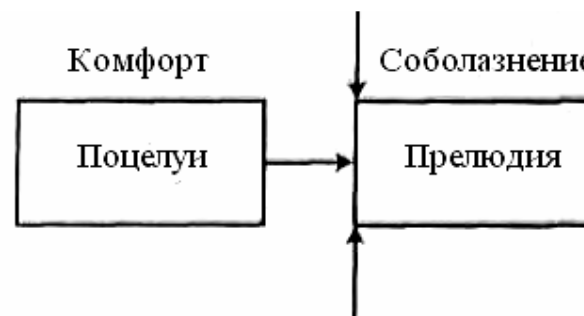 Комфорт
Соболазнение
Поцелуи
Прелюдия